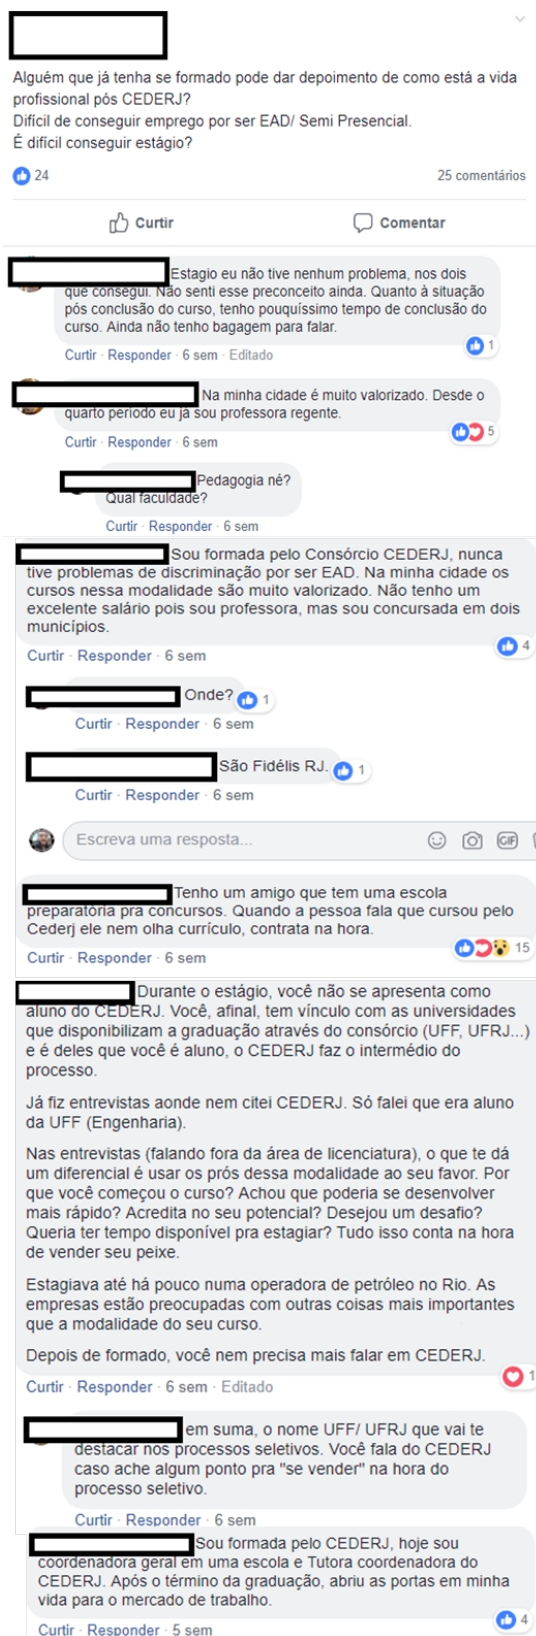 Alguém que já tenha se formado pode dar depoimento de como está a vida
profissional pós CEDERJ?
Difícil de conseguir emprego por ser EAD/ Semi Presencial.
É difícil conseguir estágio?
24
25 comentários
Curtir
Comentar
Estagio eu não tive nenhum problema, nos dois
que consegui. Não senti esse preconceito ainda. Quanto à situação
pós conclusão do curso, tenho pouquíssimo tempo de conclusão do
curso. Ainda não tenho bagagem para falar.
1
Curtir · Responder · 6 sem · Editado
Na minha cidade é muito valorizado. Desde o
quarto período eu já sou professora regente.
5
Curtir · Responder · 6 sem
Pedagogia né?
Qual faculdade?
Curtir · Responder · 6 sem
Sou formada pelo Consórcio CEDERJ, nunca
tive problemas de discriminação por ser EAD. Na minha cidade os
cursos nessa modalidade são muito valorizado. Não tenho um
excelente salário pois sou professora, mas sou concursada em dois
municípios.
4
Curtir · Responder · 6 sem
Onde?
1
Curtir · Responder · 6 sem
São Fidélis RJ.
1
Curtir · Responder · 6 sem
Escreva uma resposta...
GIF
Tenho um amigo que tem uma escola
preparatória pra concursos. Quando a pessoa fala que cursou pelo
Cederj ele nem olha currículo, contrata na hora.
15
Curtir · Responder · 6 sem
Durante o estágio, você não se apresenta como
aluno do CEDERJ. Você, afinal, tem vínculo com as universidades
que disponibilizam a graduação através do consórcio (UFF, UFRJ...)
e é deles que você é aluno, o CEDERJ faz o intermédio do
processo.
Já fiz entrevistas aonde nem citei CEDERJ. Só falei que era aluno
da UFF (Engenharia).
Nas entrevistas (falando fora da área de licenciatura), o que te dá
um diferencial é usar os prós dessa modalidade ao seu favor. Por
que você começou o curso? Achou que poderia se desenvolver
mais rápido? Acredita no seu potencial? Desejou um desafio?
Queria ter tempo disponível pra estagiar? Tudo isso conta na hora
de vender seu peixe.
Estagiava até há pouco numa operadora de petróleo no Rio. As
empresas estão preocupadas com outras coisas mais importantes
que a modalidade do seu curso.
Depois de formado, você nem precisa mais falar em CEDERJ.
1
Curtir · Responder · 6 sem · Editado
em suma, o nome UFF/ UFRJ que vai te
destacar nos processos seletivos. Você fala do CEDERJ
caso ache algum ponto pra "se vender" na hora do
processo seletivo.
Curtir · Responder · 6 sem
Sou formada pelo CEDERJ, hoje sou
coordenadora geral em uma escola e Tutora coordenadora do
CEDERJ. Após o término da graduação, abriu as portas em minha
vida para o mercado de trabalho.
4
Curtir · Responder · 5 sem